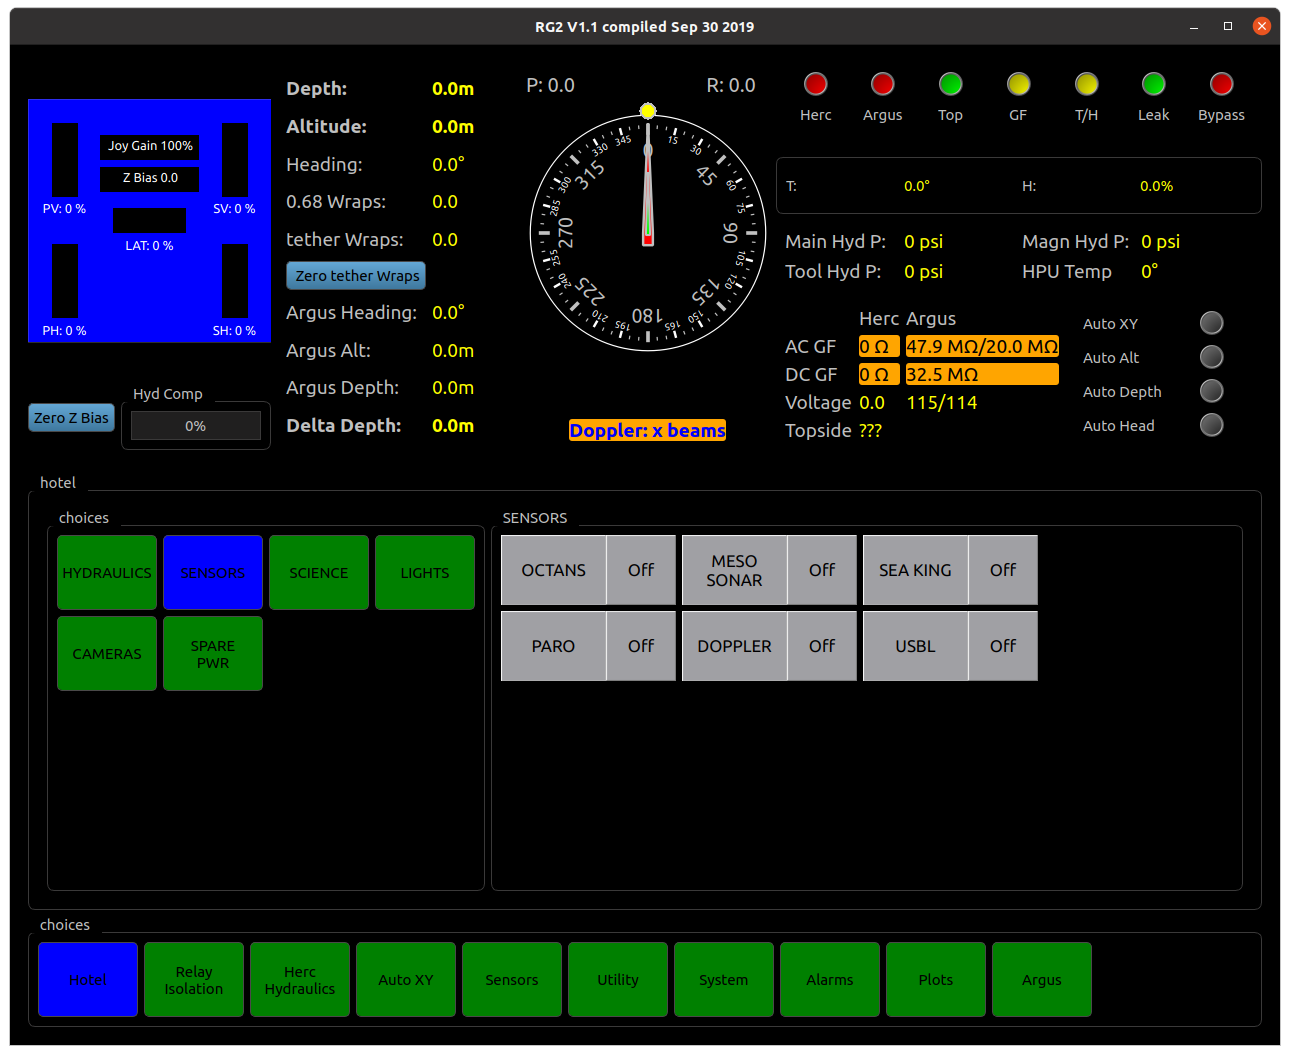 RG2 V1.1 compiled Sep 30 2019
Joy Gain 100%
Z Bias 0.0
PV: 0 %
SV: 0 %
LAT: 0 %
PH: 0 %
SH: 0 %
Zero Z Bias
Hyd Comp
0%
Depth: 0.0m
Altitude: 0.0m
Heading: 0.0°
0.68 Wraps: 0.0
tether Wraps: 0.0
Zero tether Wraps
Argus Heading: 0.0°
Argus Alt: 0.0m
Argus Depth: 0.0m
Delta Depth: 0.0m
P: 0.0 R: 0.0
0
15
30
45
60
75
90
105
120
135
150
165
180
195
210
225
240
255
270
285
300
315
330
345
Doppler: x beams
Herc Argus Top GF T/H Leak Bypass
T: 0.0° H: 0.0%
Main Hyd P: 0 psi Magn Hyd P: 0 psi
Tool Hyd P: 0 psi HPU Temp 0°
Herc Argus
AC GF 0 Ω 47.9 MΩ/20.0 MΩ
DC GF 0 Ω 32.5 MΩ
Voltage 0.0 115/114
Topside ???
Auto XY
Auto Alt
Auto Depth
Auto Head
hotel
choices
HYDRAULICS SENSORS SCIENCE LIGHTS
CAMERAS SPARE
PWR
SENSORS
OCTANS Off MESO
SONAR Off SEA KING Off
PARO Off DOPPLER Off USBL Off
choices
Hotel Relay
Isolation Herc
Hydraulics Auto XY Sensors Utility System Alarms Plots Argus